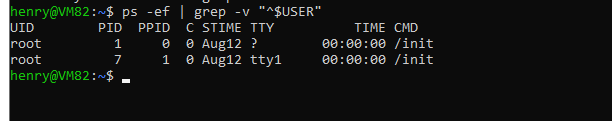 henry@VM82:~$ ps -ef | grep -v "^$USER"
UID        PID  PPID  C STIME TTY          TIME CMD
root         1     0  0 Aug12 ?        00:00:00 /init
root         7     1  0 Aug12 tty1     00:00:00 /init
henry@VM82:~$